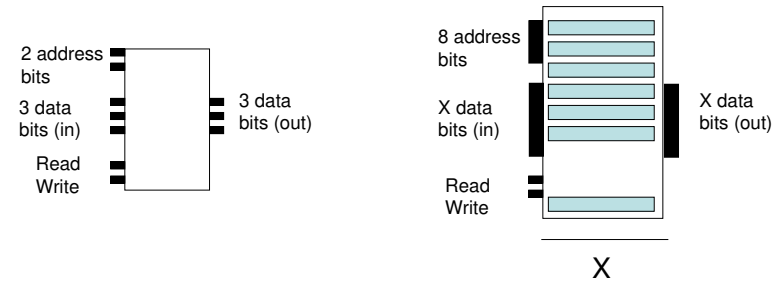 2 address
bits
3 data
bits (in)
Read
Write
3 data
bits (out)
8 address
bits
X data
bits (in)
Read
Write
X data
bits (out)
X